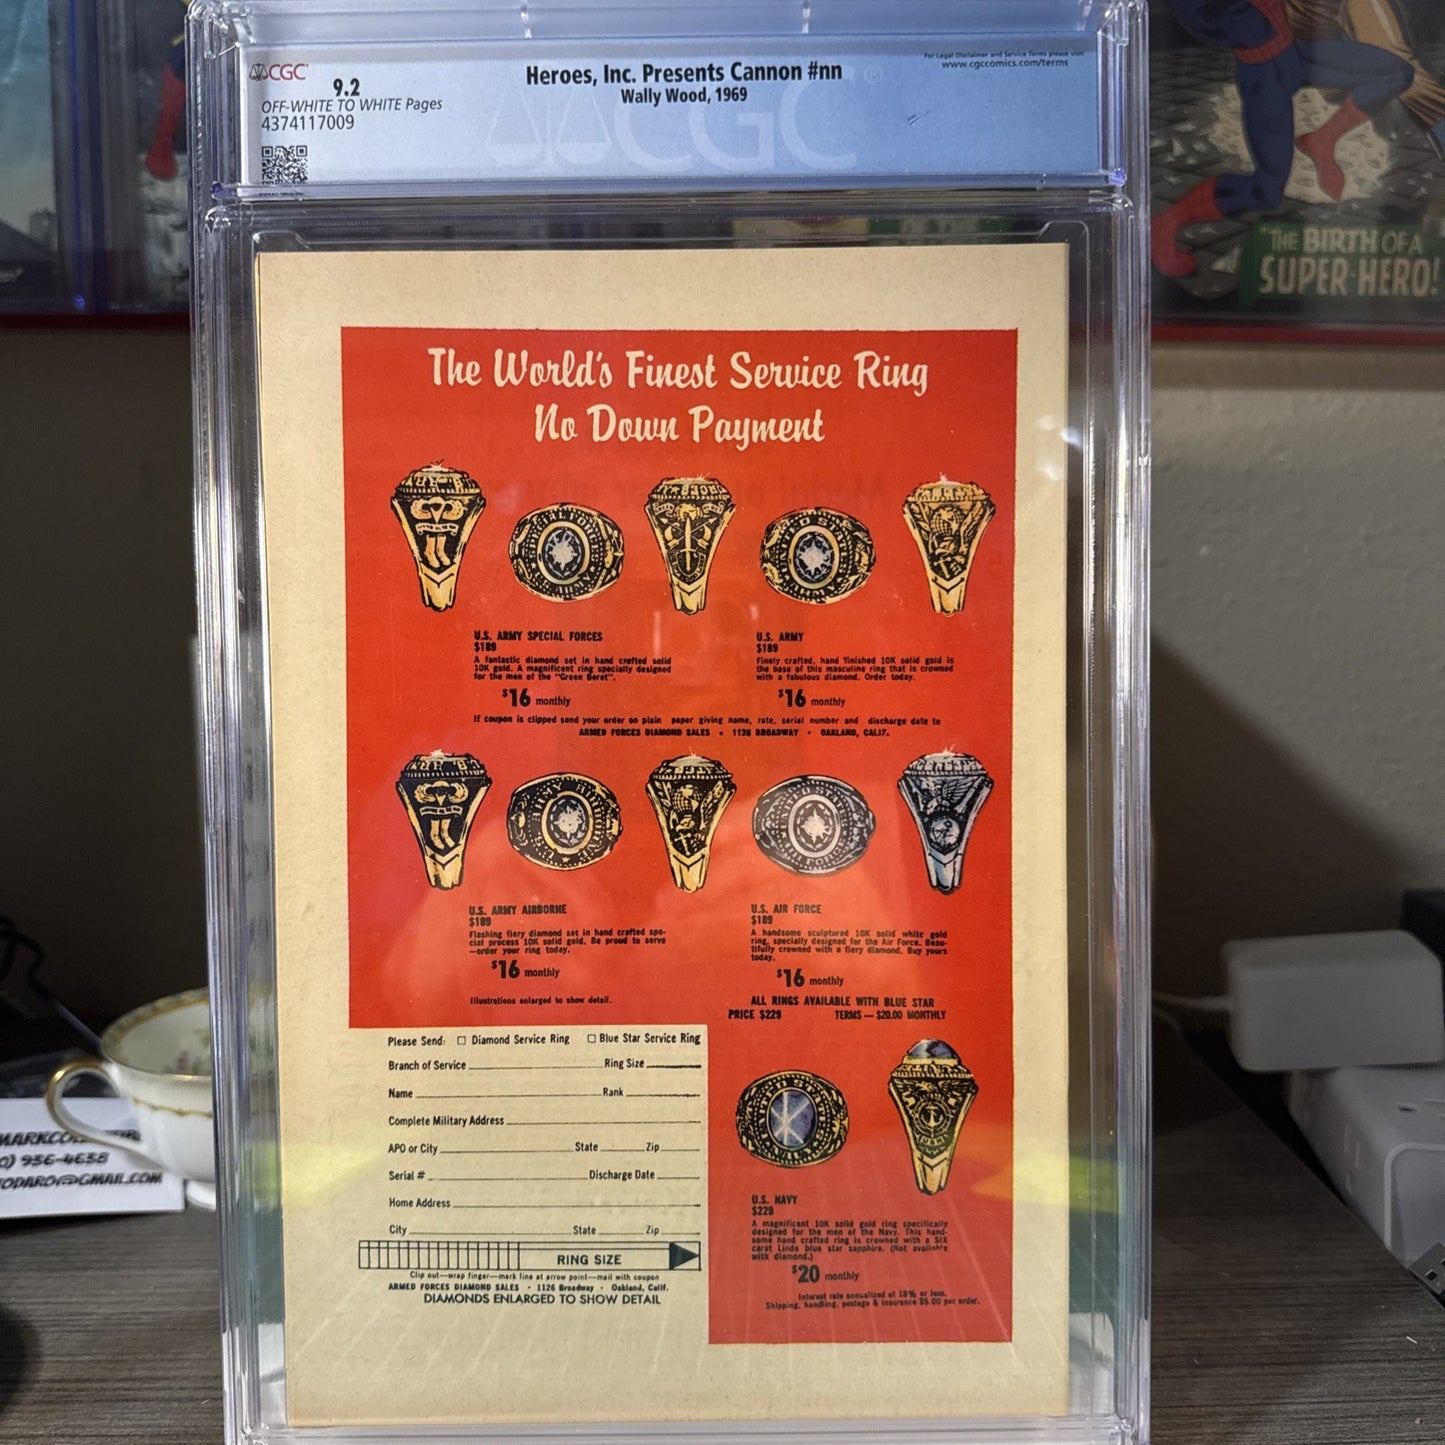 CGC
9.2
OFF-WHITE TO WHITE Pages
4374117009
Heroes, Inc. Presents Cannon #nn
Wally Wood, 1969
For Legal Disclaimer and Service Terms please visit:
www.cgccomics.com/terms
CGC
"THE BIRTH OF A
SUPER-HERO!
The World's Finest Service Ring
No Down Payment
U.S. ARMY SPECIAL FORCES
$189
A fantastic diamond set in hand crafted solid
10K gold. A magnificent ring specially designed
for the men of the "Green Beret".
$16 monthly
U.S. ARMY
$189
Finely crafted, hand finished 10K solid gold is
the base of this masculine ring that is crowned
with a fabulous diamond. Order today.
$16 monthly
If coupon is clipped send your order on plain paper giving name, rate, serial number and discharge date to
ARMED FORCES DIAMOND SALES • 1126 BROADWAY • OAKLAND, CALIF.
U.S. ARMY AIRBORNE
$189
Flashing fiery diamond set in hand crafted spe-
cial process 10K solid gold. Be proud to serve
—order your ring today.
$16 monthly
Illustrations enlarged to show detail.
U.S. AIR FORCE
$189
A handsome sculptured 10K solid white gold
ring, specially designed for the Air Force. Beau-
tifully crowned with a fiery diamond. Buy yours
today.
$16 monthly
ALL RINGS AVAILABLE WITH BLUE STAR
PRICE $229 TERMS — $20.00 MONTHLY
Please Send: □ Diamond Service Ring □ Blue Star Service Ring
Branch of Service Ring Size
Name Rank
Complete Military Address
APO or City State Zip
Serial # Discharge Date
Home Address
City State Zip
RING SIZE
Clip out—wrap finger—mark line at arrow point—mail with coupon
ARMED FORCES DIAMOND SALES • 1126 Broadway • Oakland, Calif.
DIAMONDS ENLARGED TO SHOW DETAIL
U.S. NAVY
$229
A magnificent 10K solid gold ring specifically
designed for the men of the Navy. This hand-
some hand crafted ring is crowned with a SIX
carat Linde blue star sapphire. (Not available
with diamond.)
$20 monthly
Interest rate annualized at 18% or less.
Shipping, handling, postage & insurance $5.00 per order.
936-4638
@GMAIL.COM